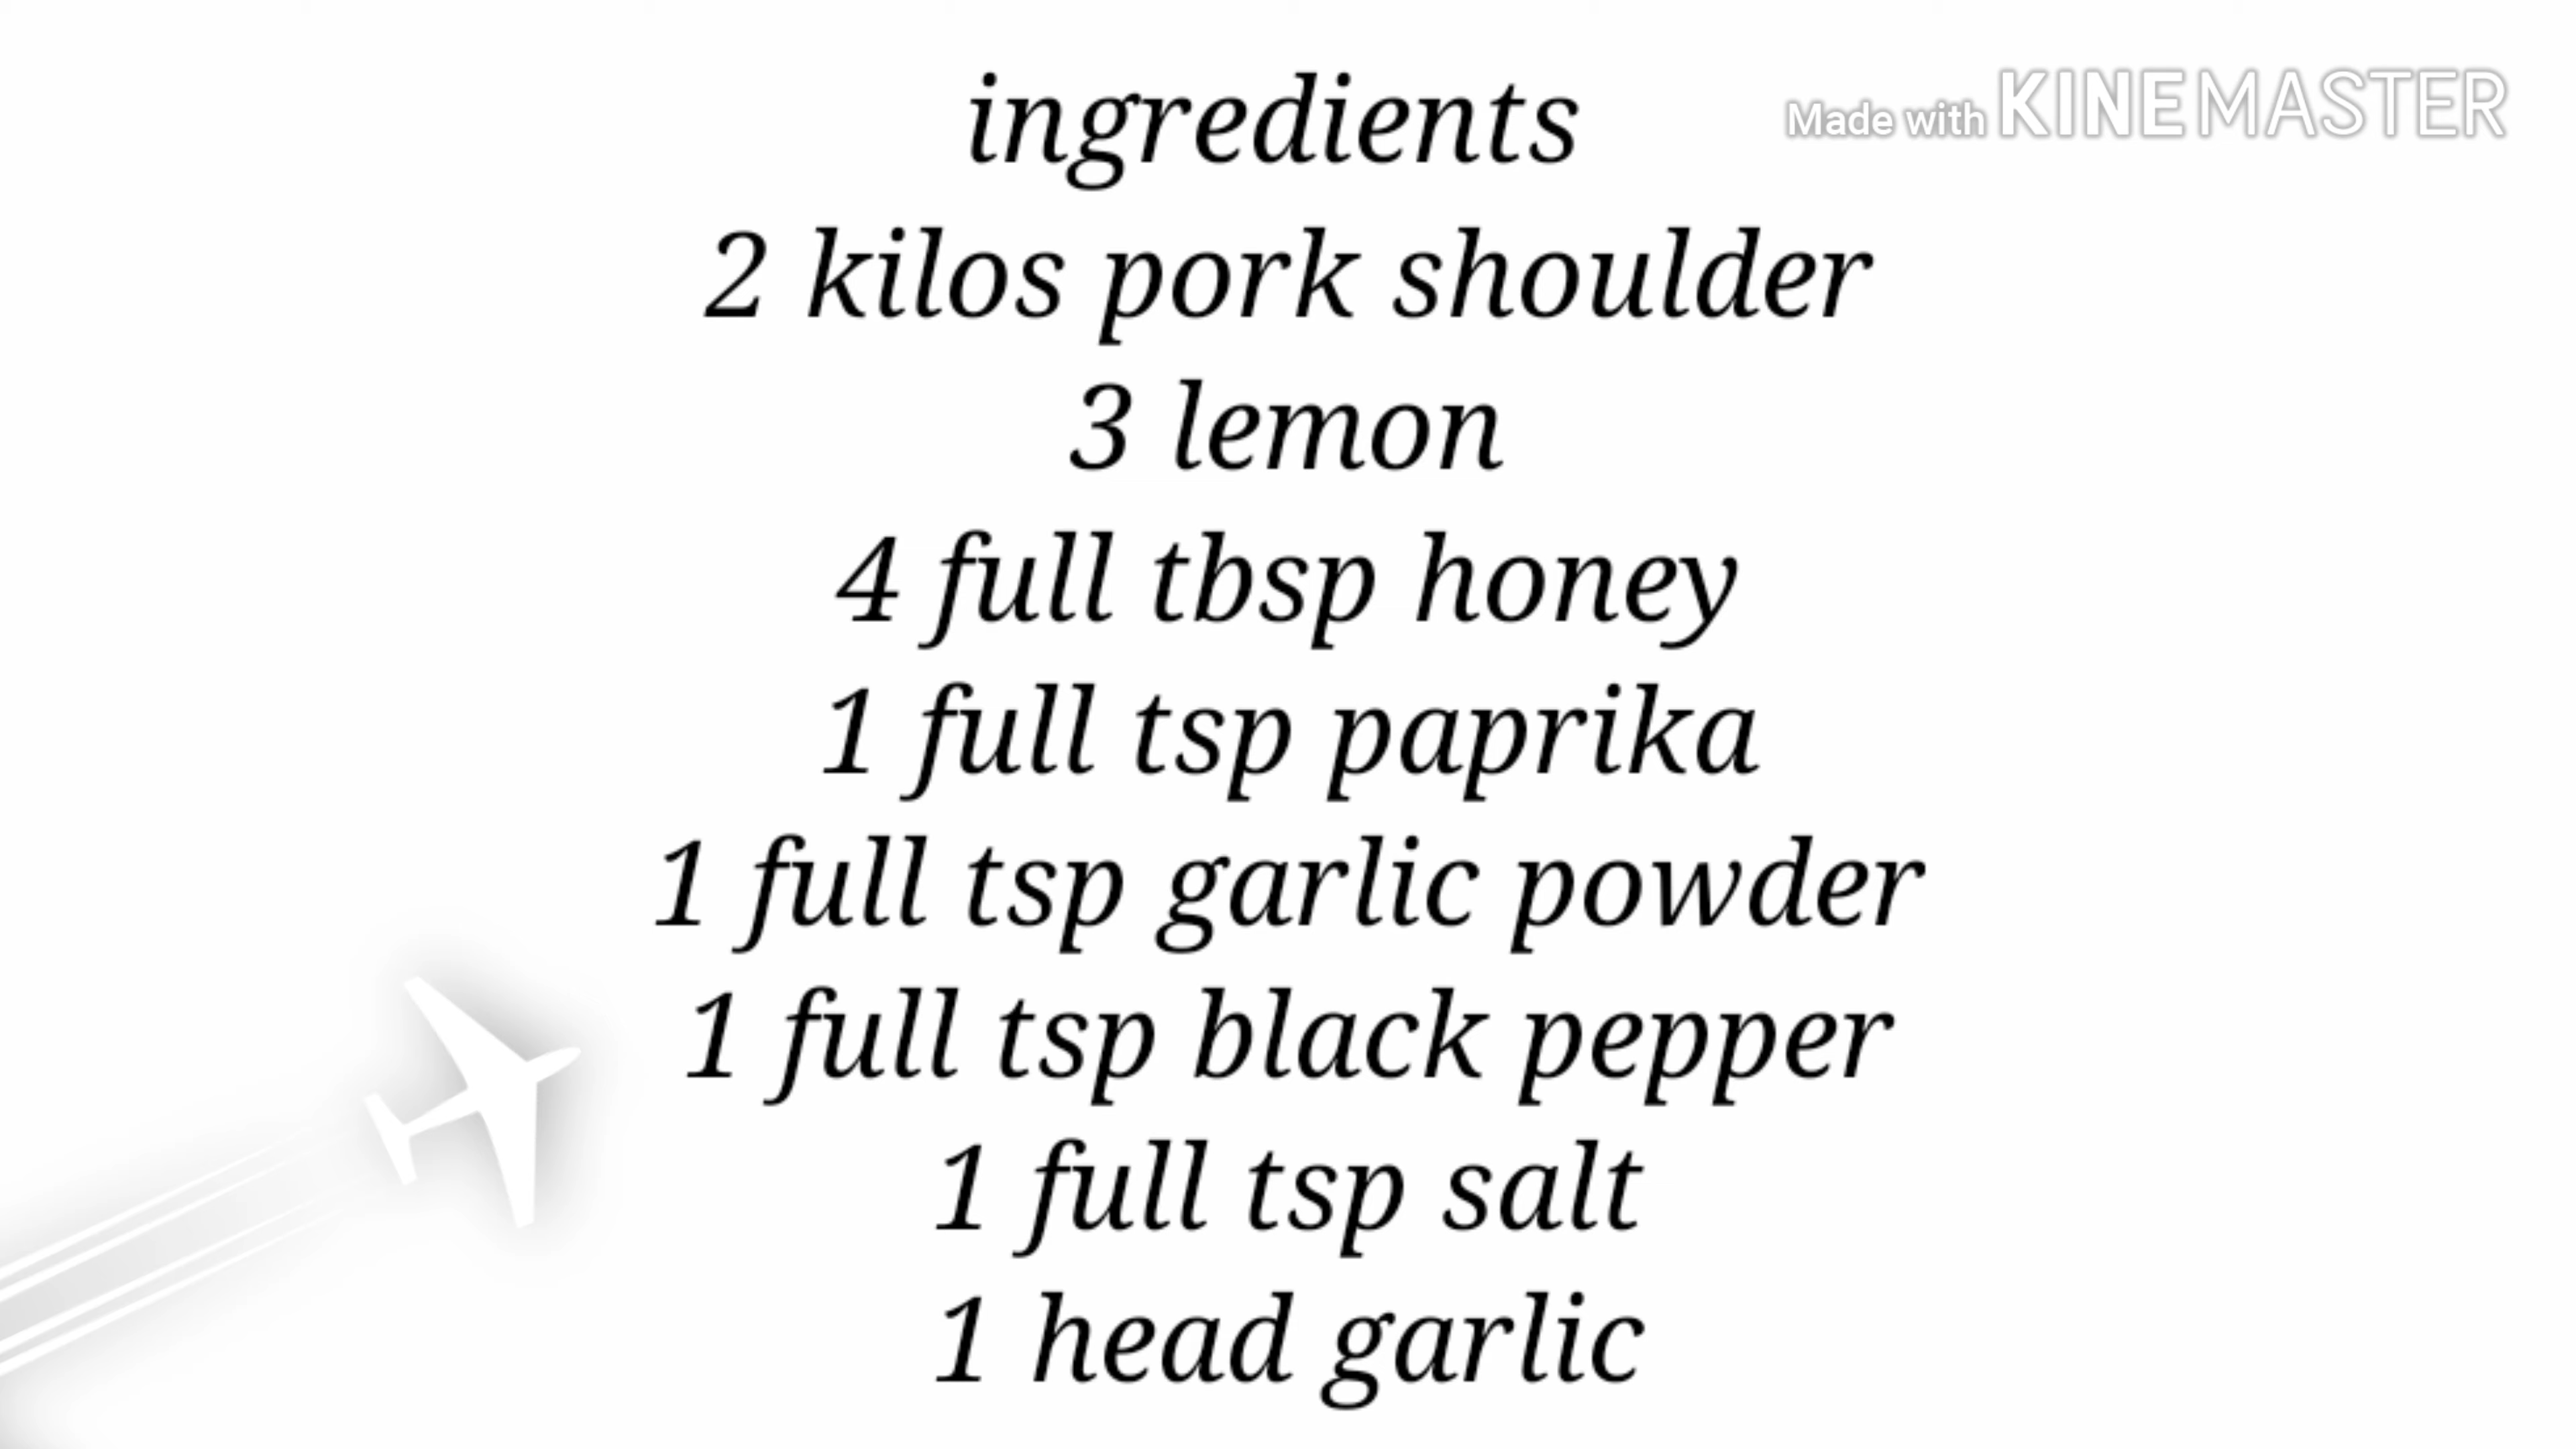 ingredients
Made with KINEMASTER
2 kilos pork shoulder
3 lemon
4 full tbsp honey
1 full tsp paprika
1 full tsp garlic powder
1 full tsp black pepper
1 full tsp salt
1 head garlic